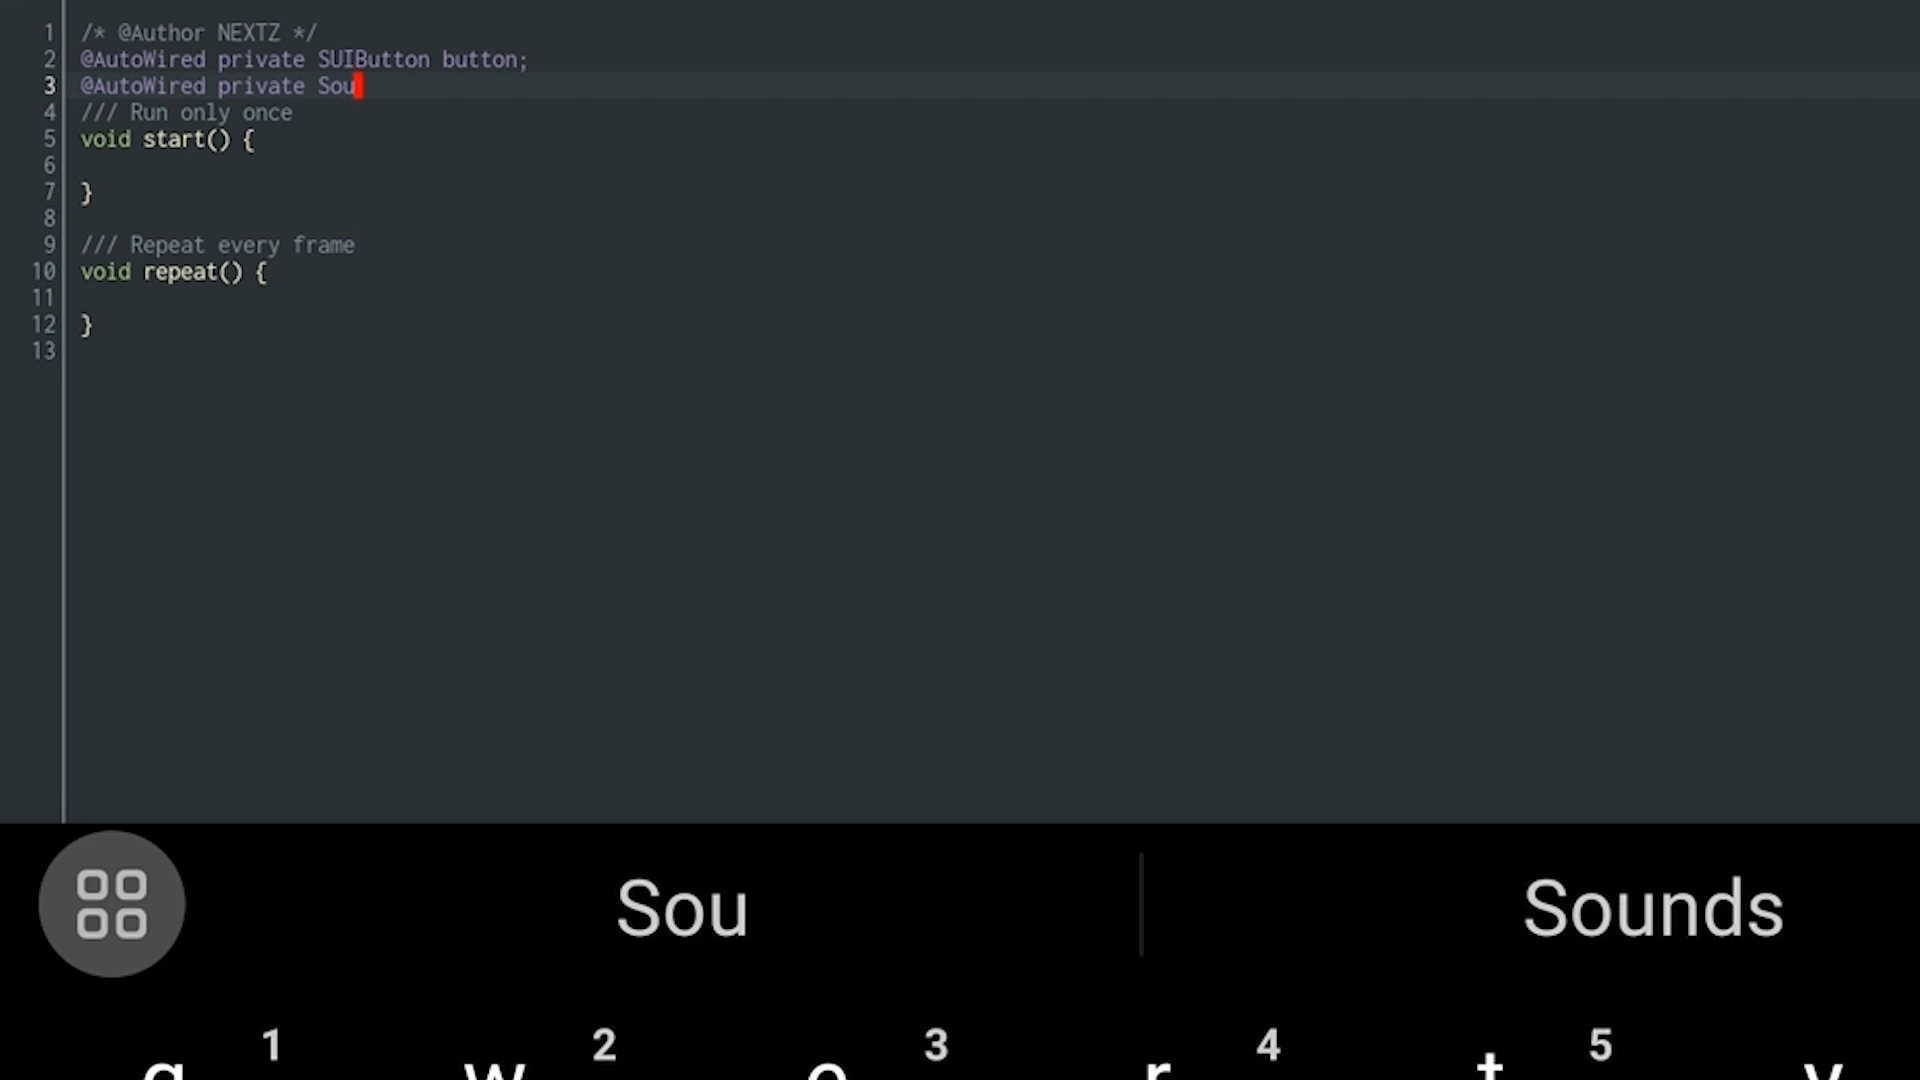 1 /* @Author NEXTZ */
2 @AutoWired private SUIButton button;
3 @AutoWired private Sou
4 /// Run only once
5 void start() {
6
7 }
8
9 /// Repeat every frame
10 void repeat() {
11
12 }
13
Sou Sounds
1 2 3 4 5
q w e r t y